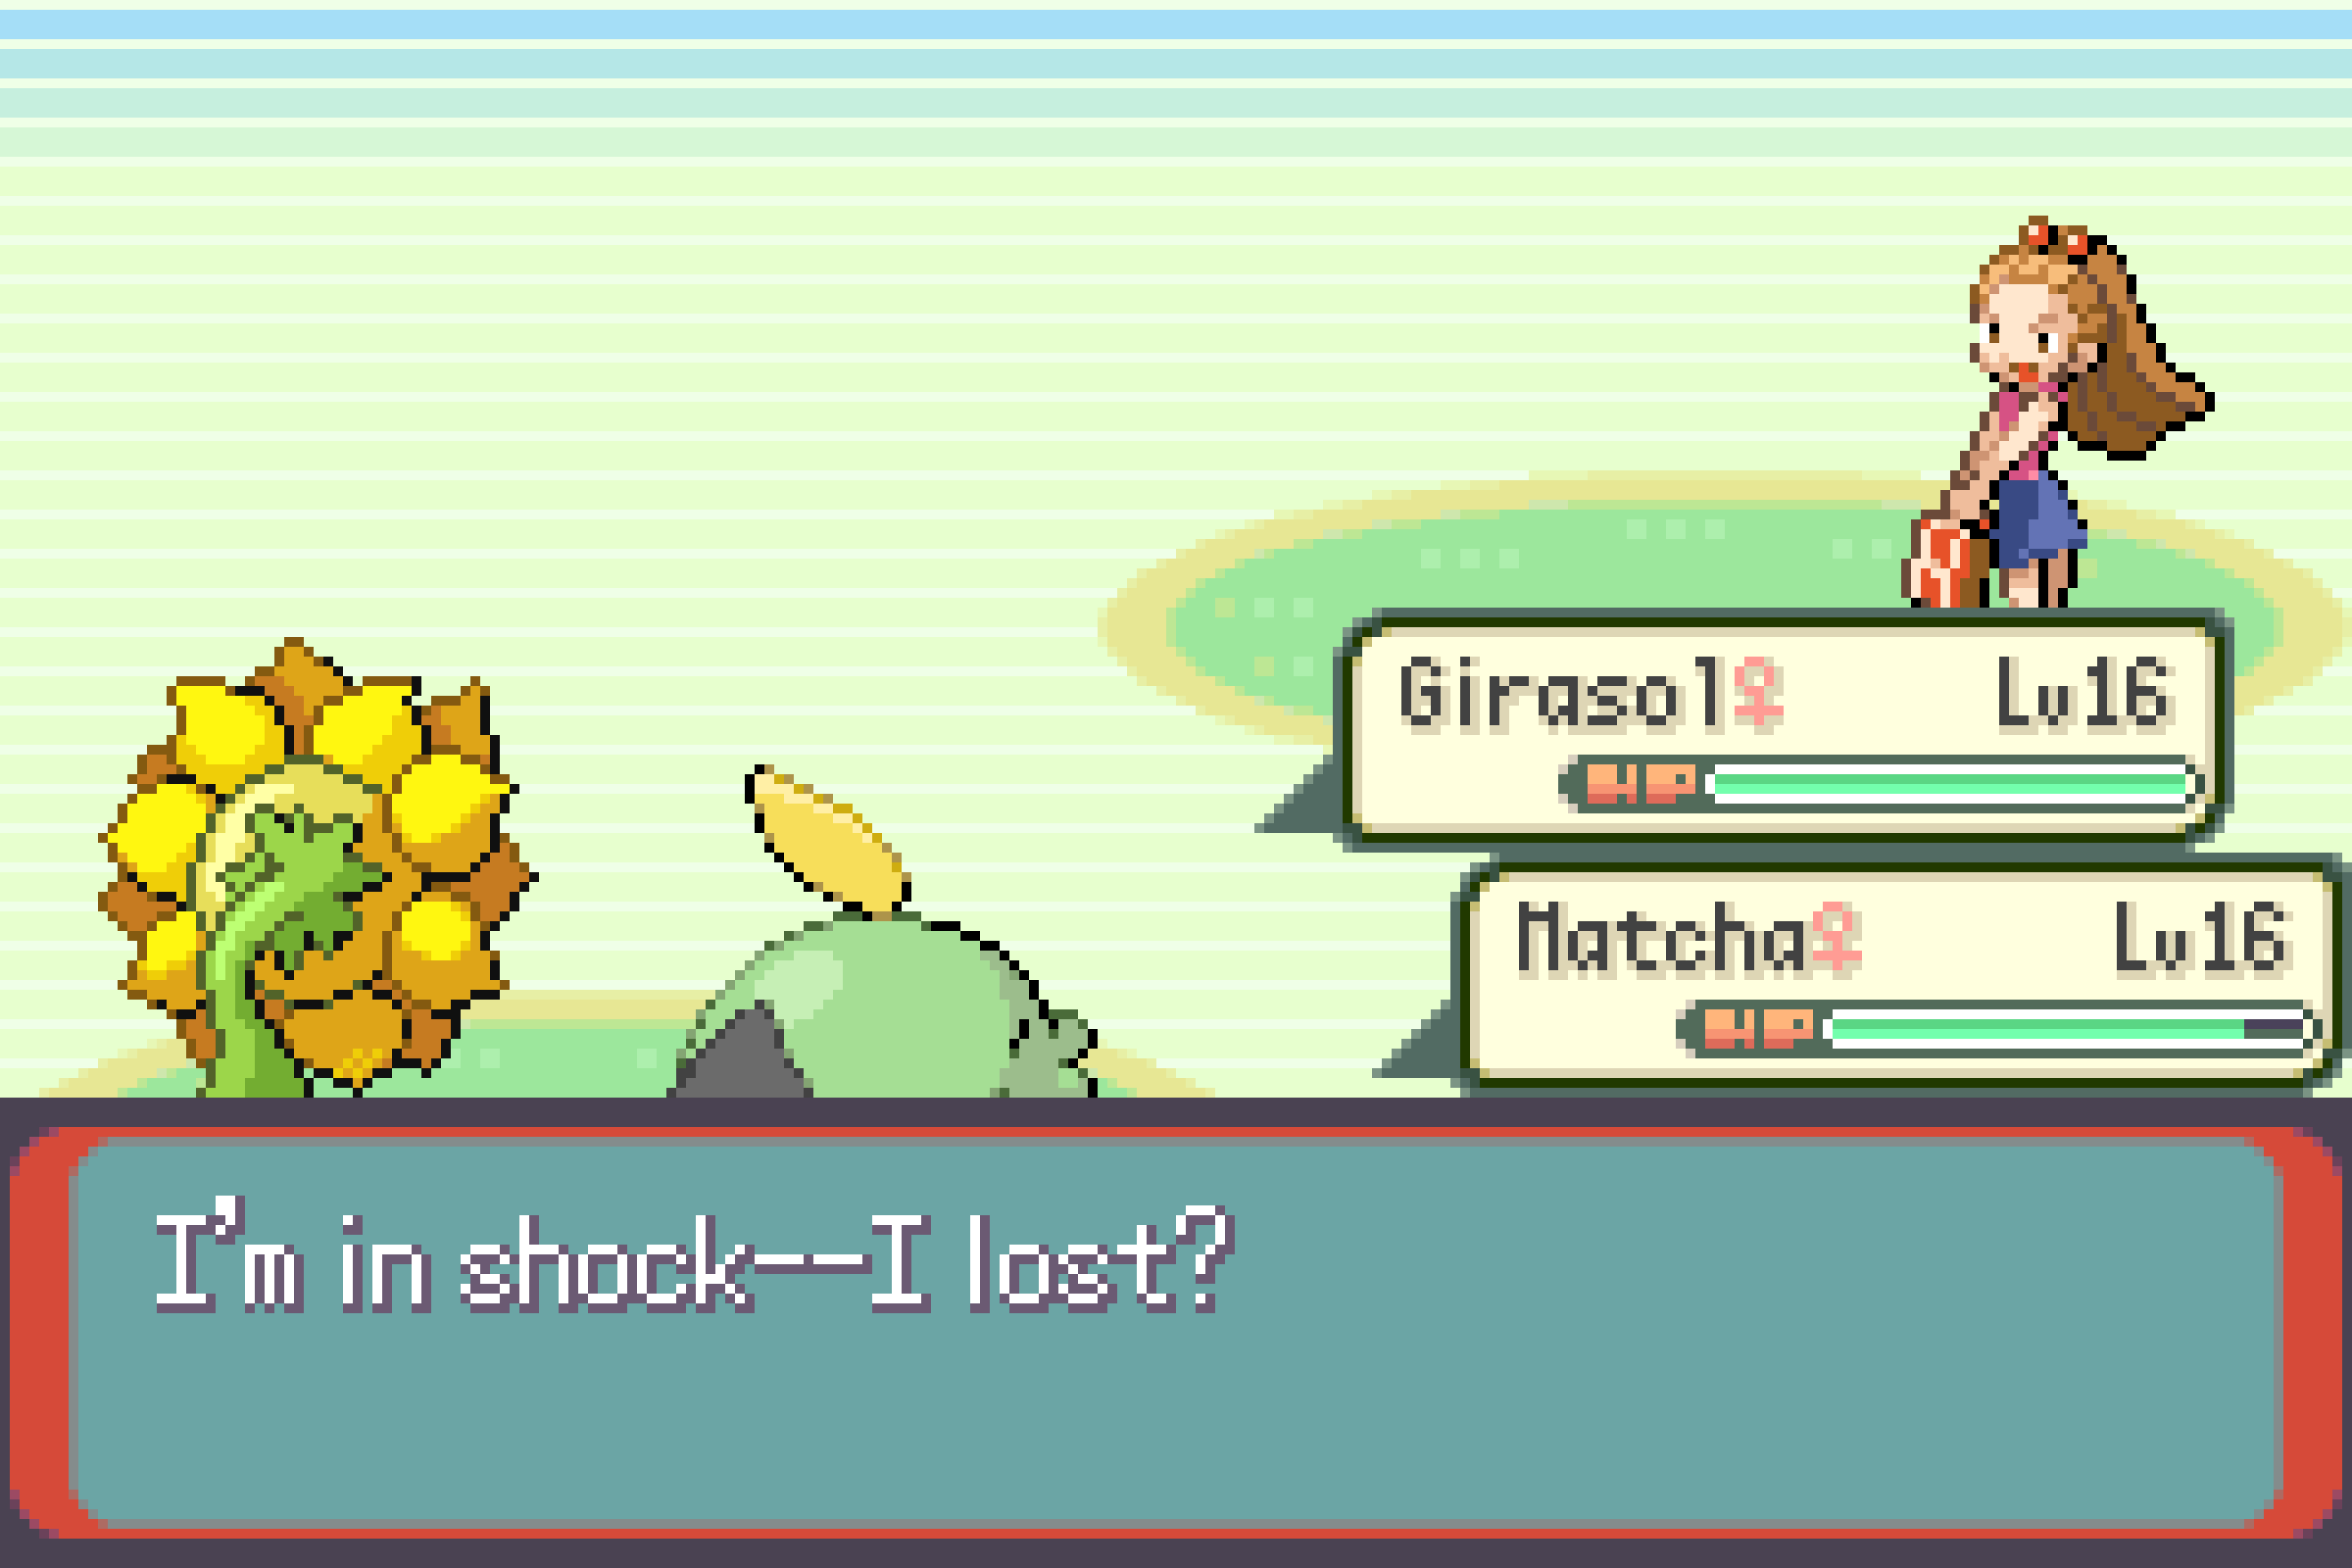 Girasol♀ Lv16
HP
Matcha♀ Lv16
HP
I'm in shock––I lost?